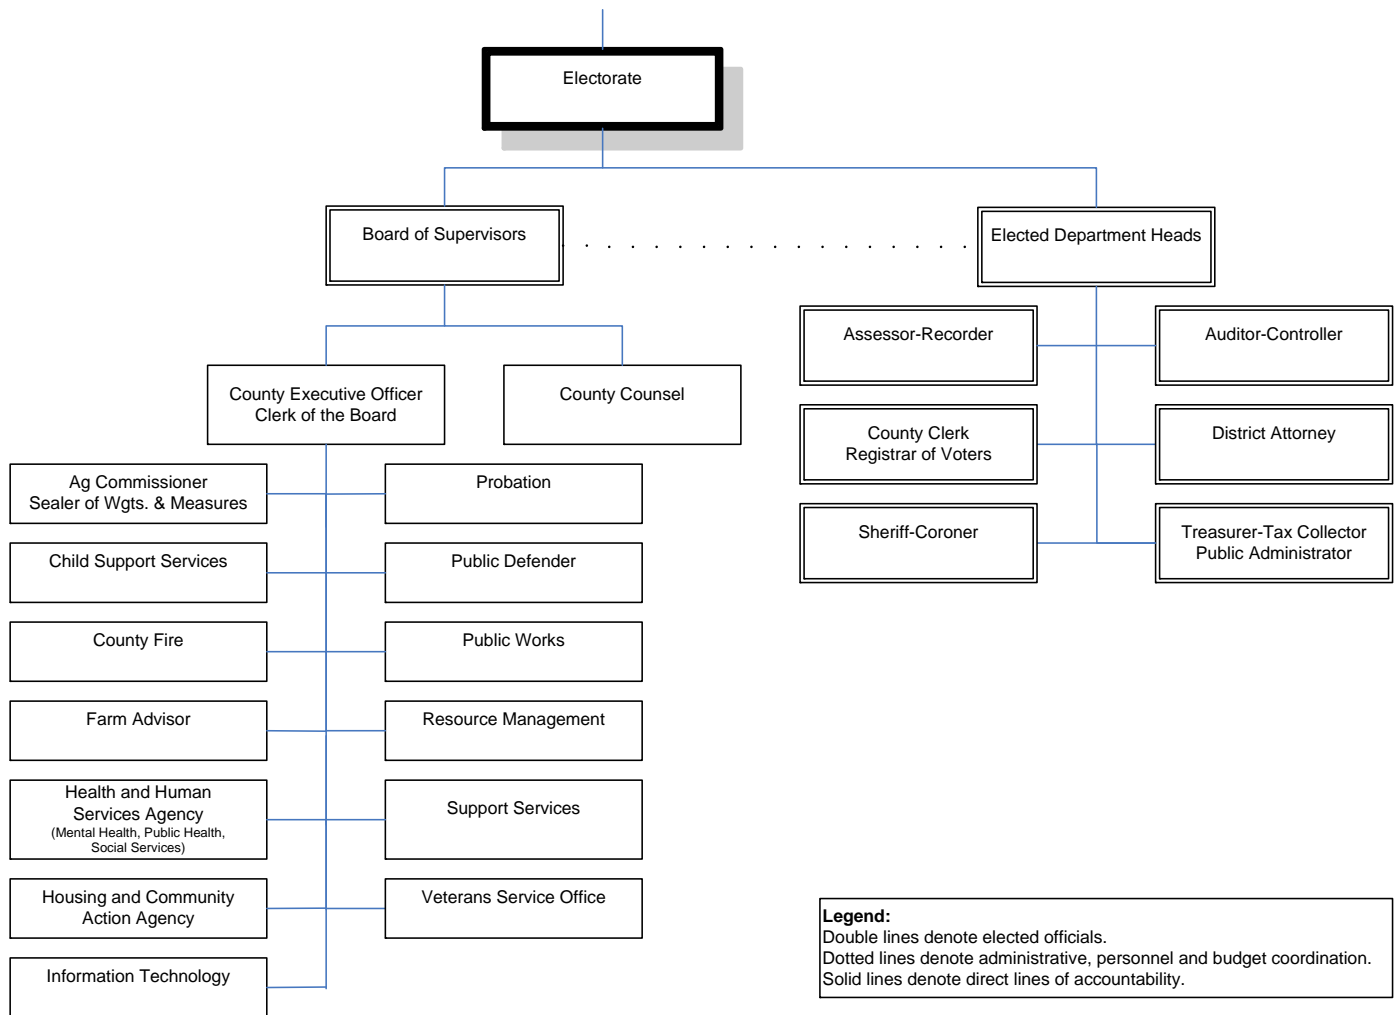 Electorate
Board of Supervisors
Elected Department Heads
Assessor-Recorder
Auditor-Controller
County Executive Officer
Clerk of the Board
County Counsel
County Clerk
Registrar of Voters
District Attorney
Ag Commissioner
Sealer of Wgts. & Measures
Probation
Sheriff-Coroner
Treasurer-Tax Collector
Public Administrator
Child Support Services
Public Defender
County Fire
Public Works
Farm Advisor
Resource Management
Health and Human
Services Agency
(Mental Health, Public Health,
Social Services)
Support Services
Housing and Community
Action Agency
Veterans Service Office
Information Technology
Legend:
Double lines denote elected officials.
Dotted lines denote administrative, personnel and budget coordination.
Solid lines denote direct lines of accountability.